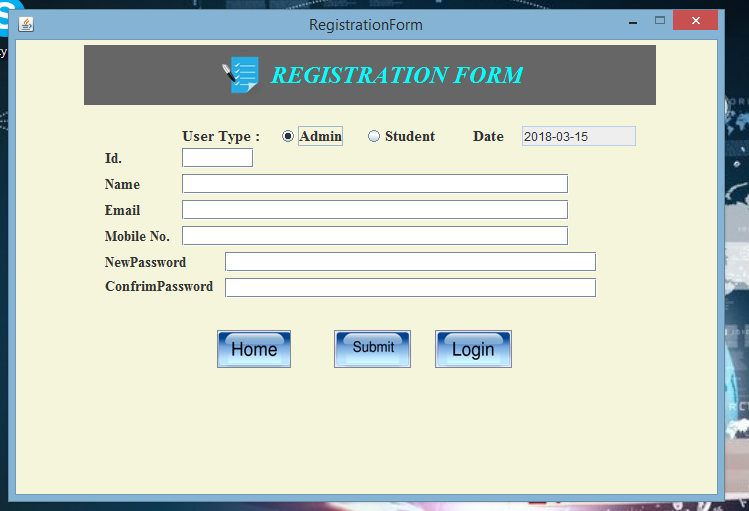 RegistrationForm
REGISTRATION FORM
User Type : Admin Student Date 2018-03-15
Id.
Name
Email
Mobile No.
NewPassword
ConfrimPassword
Home Submit Login